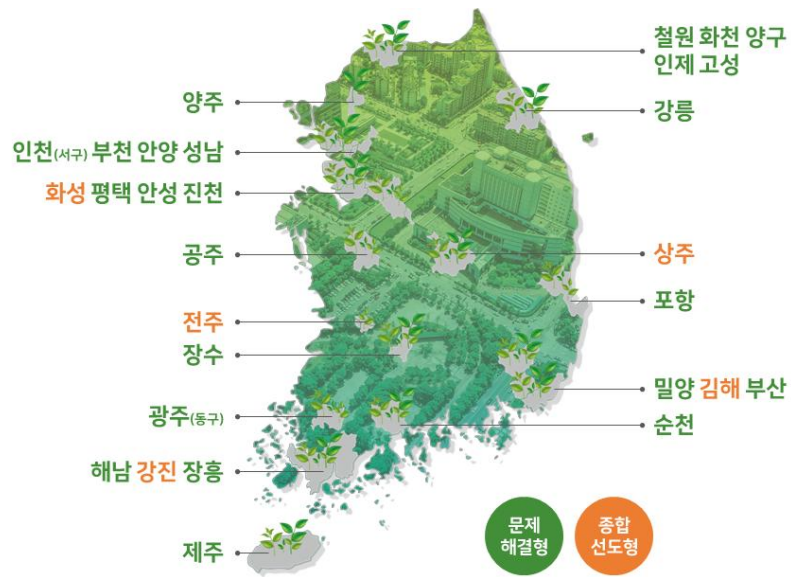 철원 화천 양구
인제 고성
양주
강릉
인천(서구) 부천 안양 성남
화성 평택 안성 진천
공주
상주
포항
전주
장수
밀양 김해 부산
광주(동구)
순천
해남 강진 장흥
제주
문제
해결형
종합
선도형